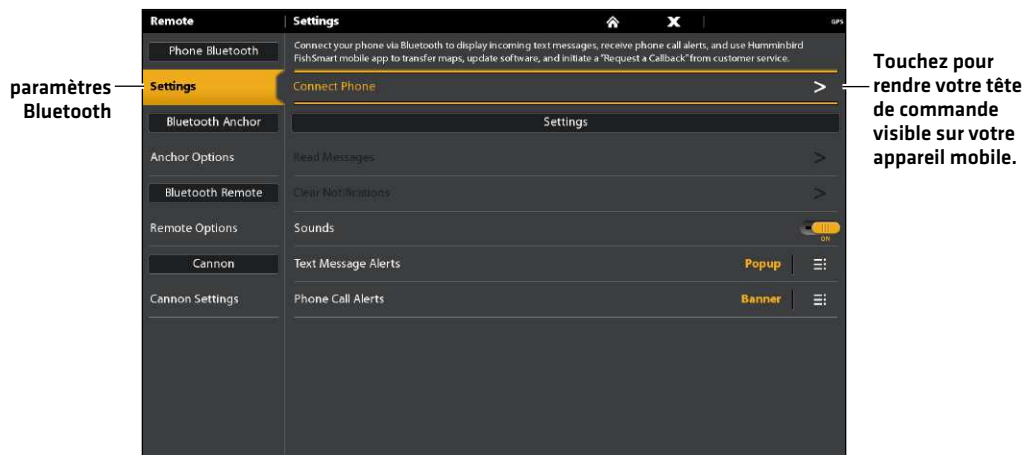 Remote
Settings
GPS
Phone Bluetooth
Connect your phone via Bluetooth to display incoming text messages, receive phone call alerts, and use Humminbird
FishSmart mobile app to transfer maps, update software, and initiate a "Request a Callback" from customer service.
Settings
Connect Phone
>
Bluetooth Anchor
Settings
Anchor Options
Read Messages
>
Bluetooth Remote
Clear Notifications
>
Remote Options
Sounds
ON
Cannon
Text Message Alerts
Popup
Cannon Settings
Phone Call Alerts
Banner
paramètres
Bluetooth
Touchez pour
rendre votre tête
de commande
visible sur votre
appareil mobile.